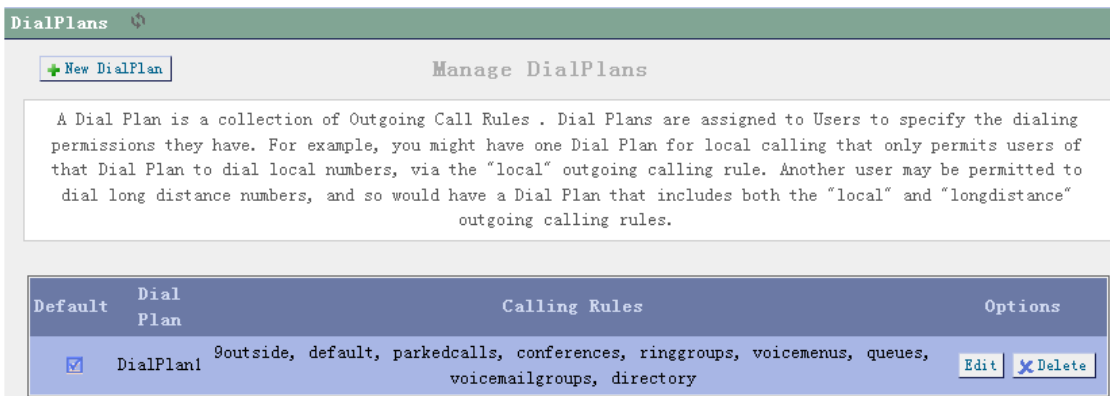 DialPlans
New DialPlan
Manage DialPlans
A Dial Plan is a collection of Outgoing Call Rules . Dial Plans are assigned to Users to specify the dialing
permissions they have. For example, you might have one Dial Plan for local calling that only permits users of
that Dial Plan to dial local numbers, via the "local" outgoing calling rule. Another user may be permitted to
dial long distance numbers, and so would have a Dial Plan that includes both the "local" and "longdistance"
outgoing calling rules.
Default
Dial
Plan
Calling Rules
Options
DialPlan1
9outside, default, parkedcalls, conferences, ringgroups, voicemenus, queues,
voicemailgroups, directory
Edit
Delete